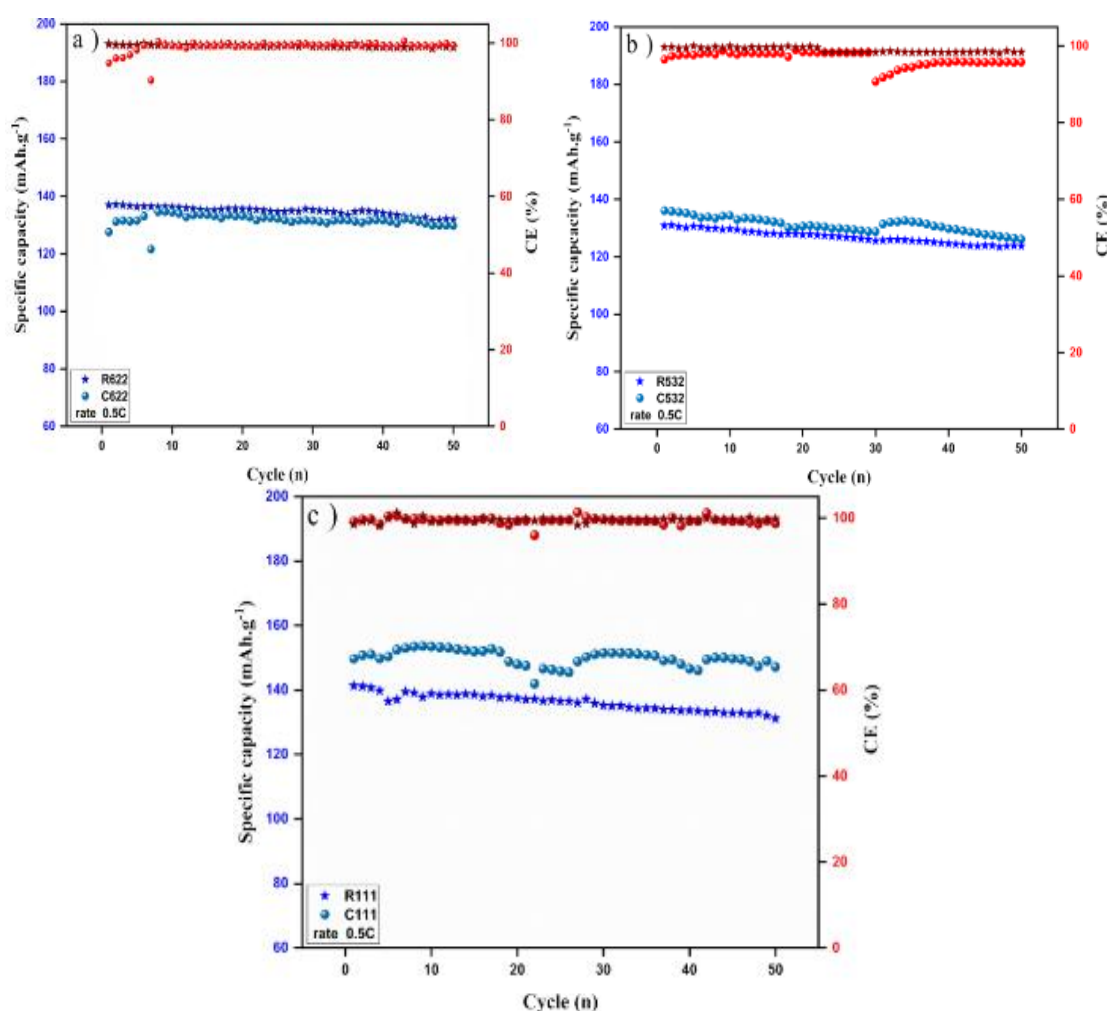 a )
Specific capacity (mAh.g-1)
200
180
160
140
120
100
80
60
100
80
60
40
20
0
CE (%)
R622
C622
rate 0.5C
0 10 20 30 40 50
Cycle (n)
b )
Specific capcacity (mAh.g-1)
200
180
160
140
120
100
80
60
100
80
60
40
20
0
CE (%)
R532
C532
rate 0.5C
0 10 20 30 40 50
Cycle (n)
c )
Specific capacity (mAh.g-1)
200
180
160
140
120
100
80
60
100
80
60
40
20
0
CE (%)
R111
C111
rate 0.5C
0 10 20 30 40 50
Cycle (n)